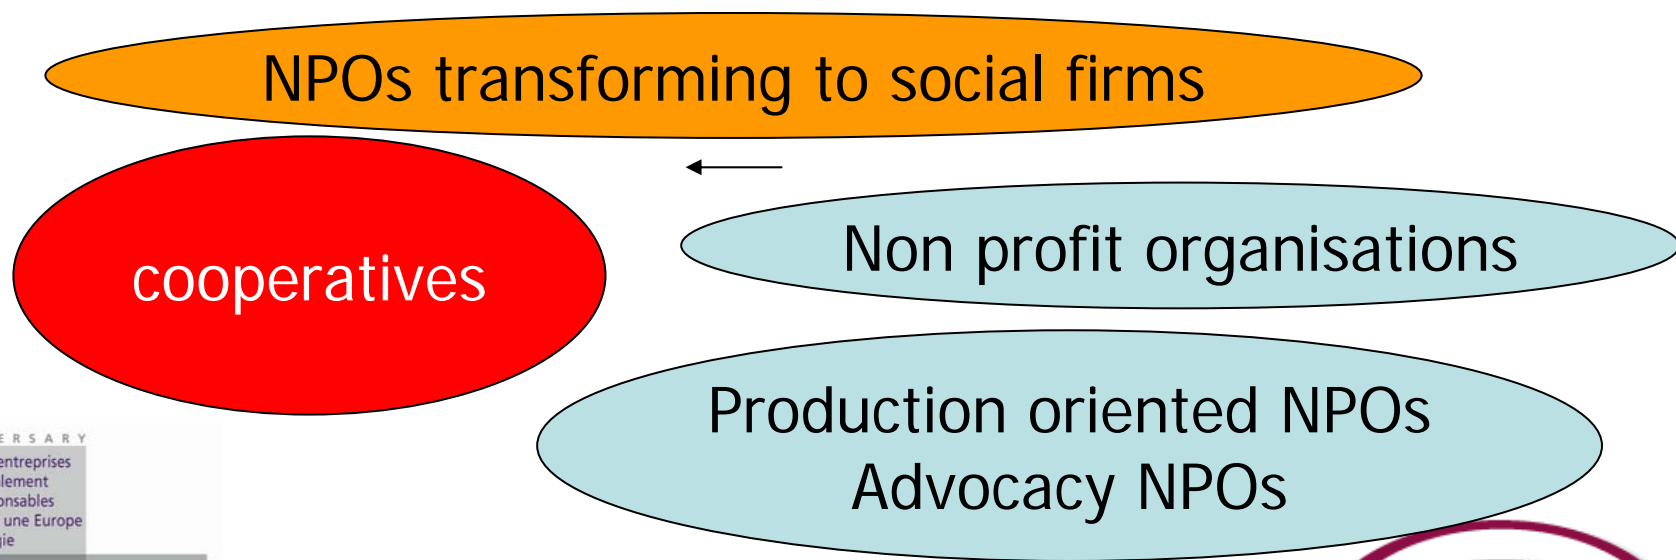 NPOs transforming to social firms
cooperatives
Non profit organisations
Production oriented NPOs
Advocacy NPOs
entreprises
une Europe